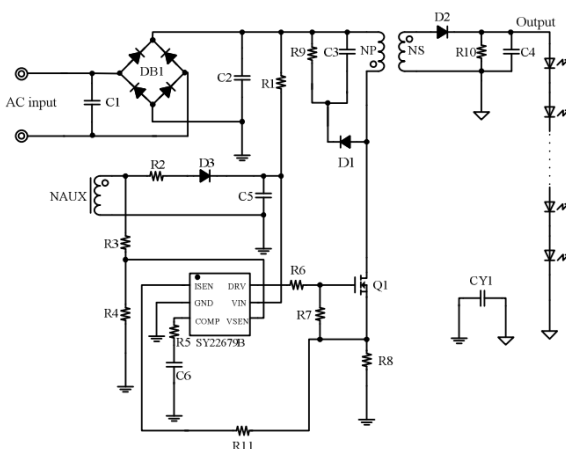 D2
Output
R9
C3
NP
NS
R10
C4
DB1
C2
R1
AC input
C1
D1
R2
D3
NAUX
C5
R3
R6
Q1
ISEN DRV
GND VIN
COMP VSEN
SY22679B
R4
R5
R7
CY1
C6
R8
R11